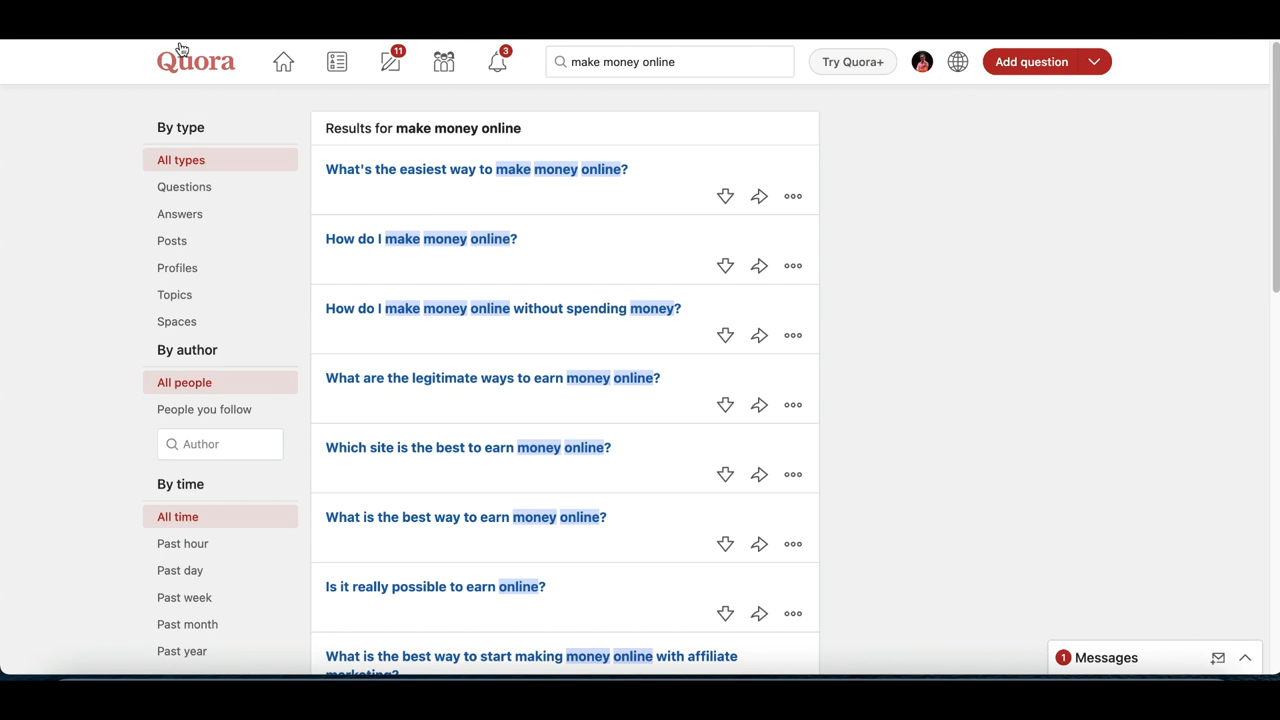 Quora
11
3
make money online
Try Quora+
Add question
By type
All types
Questions
Answers
Posts
Profiles
Topics
Spaces
By author
All people
People you follow
Author
By time
All time
Past hour
Past day
Past week
Past month
Past year
Results for make money online
What's the easiest way to make money online?
How do I make money online?
How do I make money online without spending money?
What are the legitimate ways to earn money online?
Which site is the best to earn money online?
What is the best way to earn money online?
Is it really possible to earn online?
What is the best way to start making money online with affiliate
marketing?
1 Messages